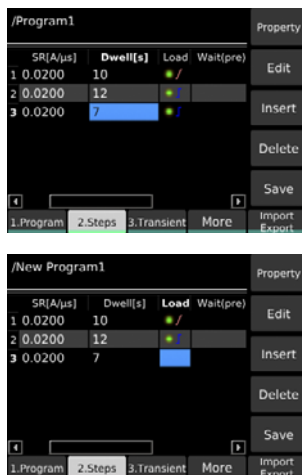 /Program1
Property
SR[A/µs] Dwell[s] Load Wait(pre)
1 0.0200 10
Edit
2 0.0200 12
3 0.0200 7
Insert
Delete
Save
1.Program 2.Steps 3.Transient More Import Export
/New Program1
Property
SR[A/µs] Dwell[s] Load Wait(pre)
1 0.0200 10
Edit
2 0.0200 12
3 0.0200 7
Insert
Delete
Save
1.Program 2.Steps 3.Transient More Import Export